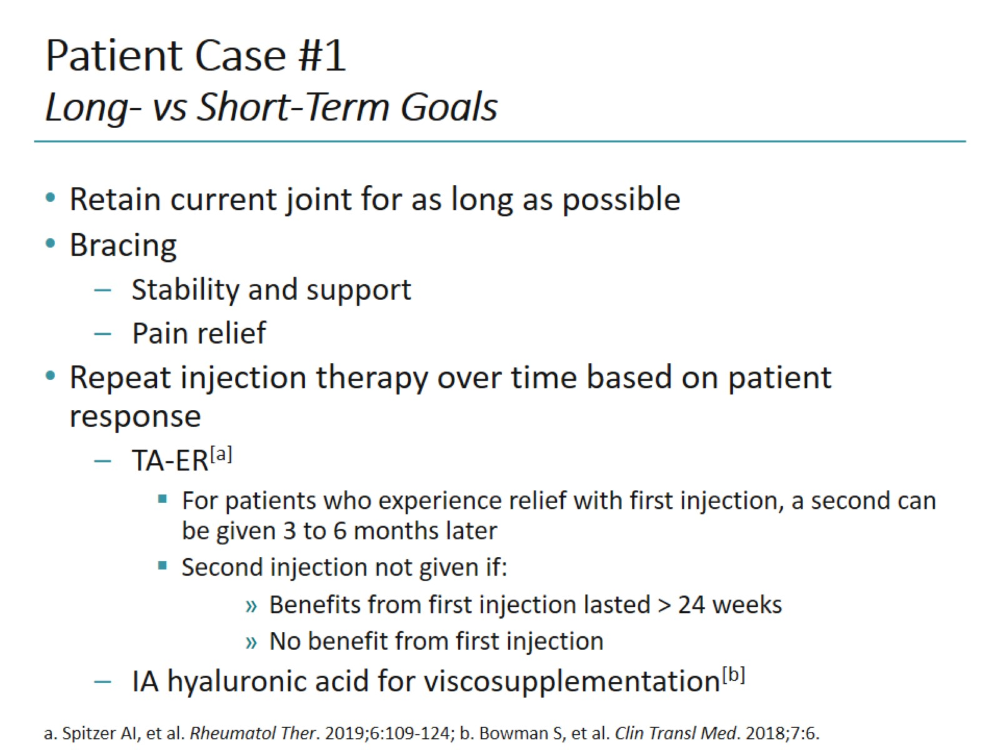 Patient Case #1
Long- vs Short-Term Goals
• Retain current joint for as long as possible
• Bracing
– Stability and support
– Pain relief
• Repeat injection therapy over time based on patient
response
– TA-ER[a]
▪ For patients who experience relief with first injection, a second can
be given 3 to 6 months later
▪ Second injection not given if:
» Benefits from first injection lasted > 24 weeks
» No benefit from first injection
– IA hyaluronic acid for viscosupplementation[b]
a. Spitzer AI, et al. Rheumatol Ther. 2019;6:109-124; b. Bowman S, et al. Clin Transl Med. 2018;7:6.